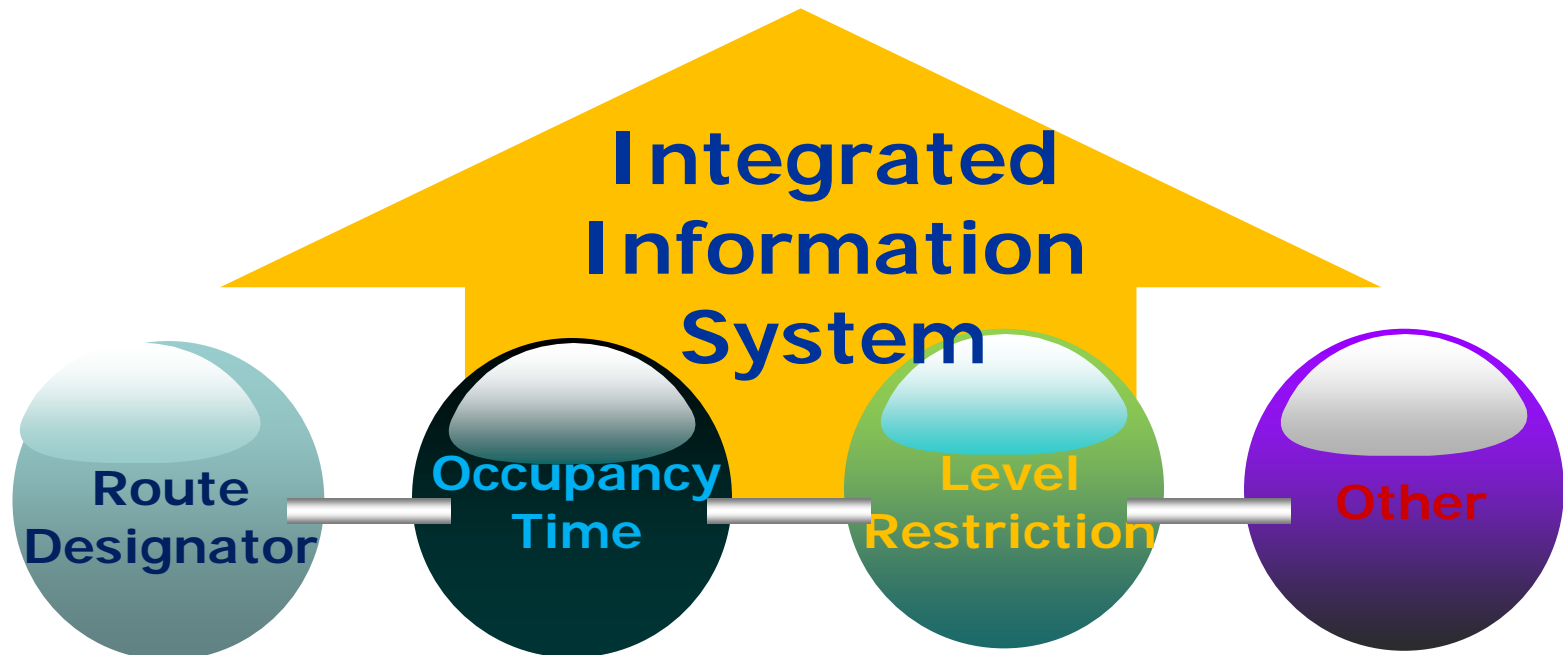 Integrated
Information
System
Route
Designator
Occupancy
Time
Level
Restriction
Other